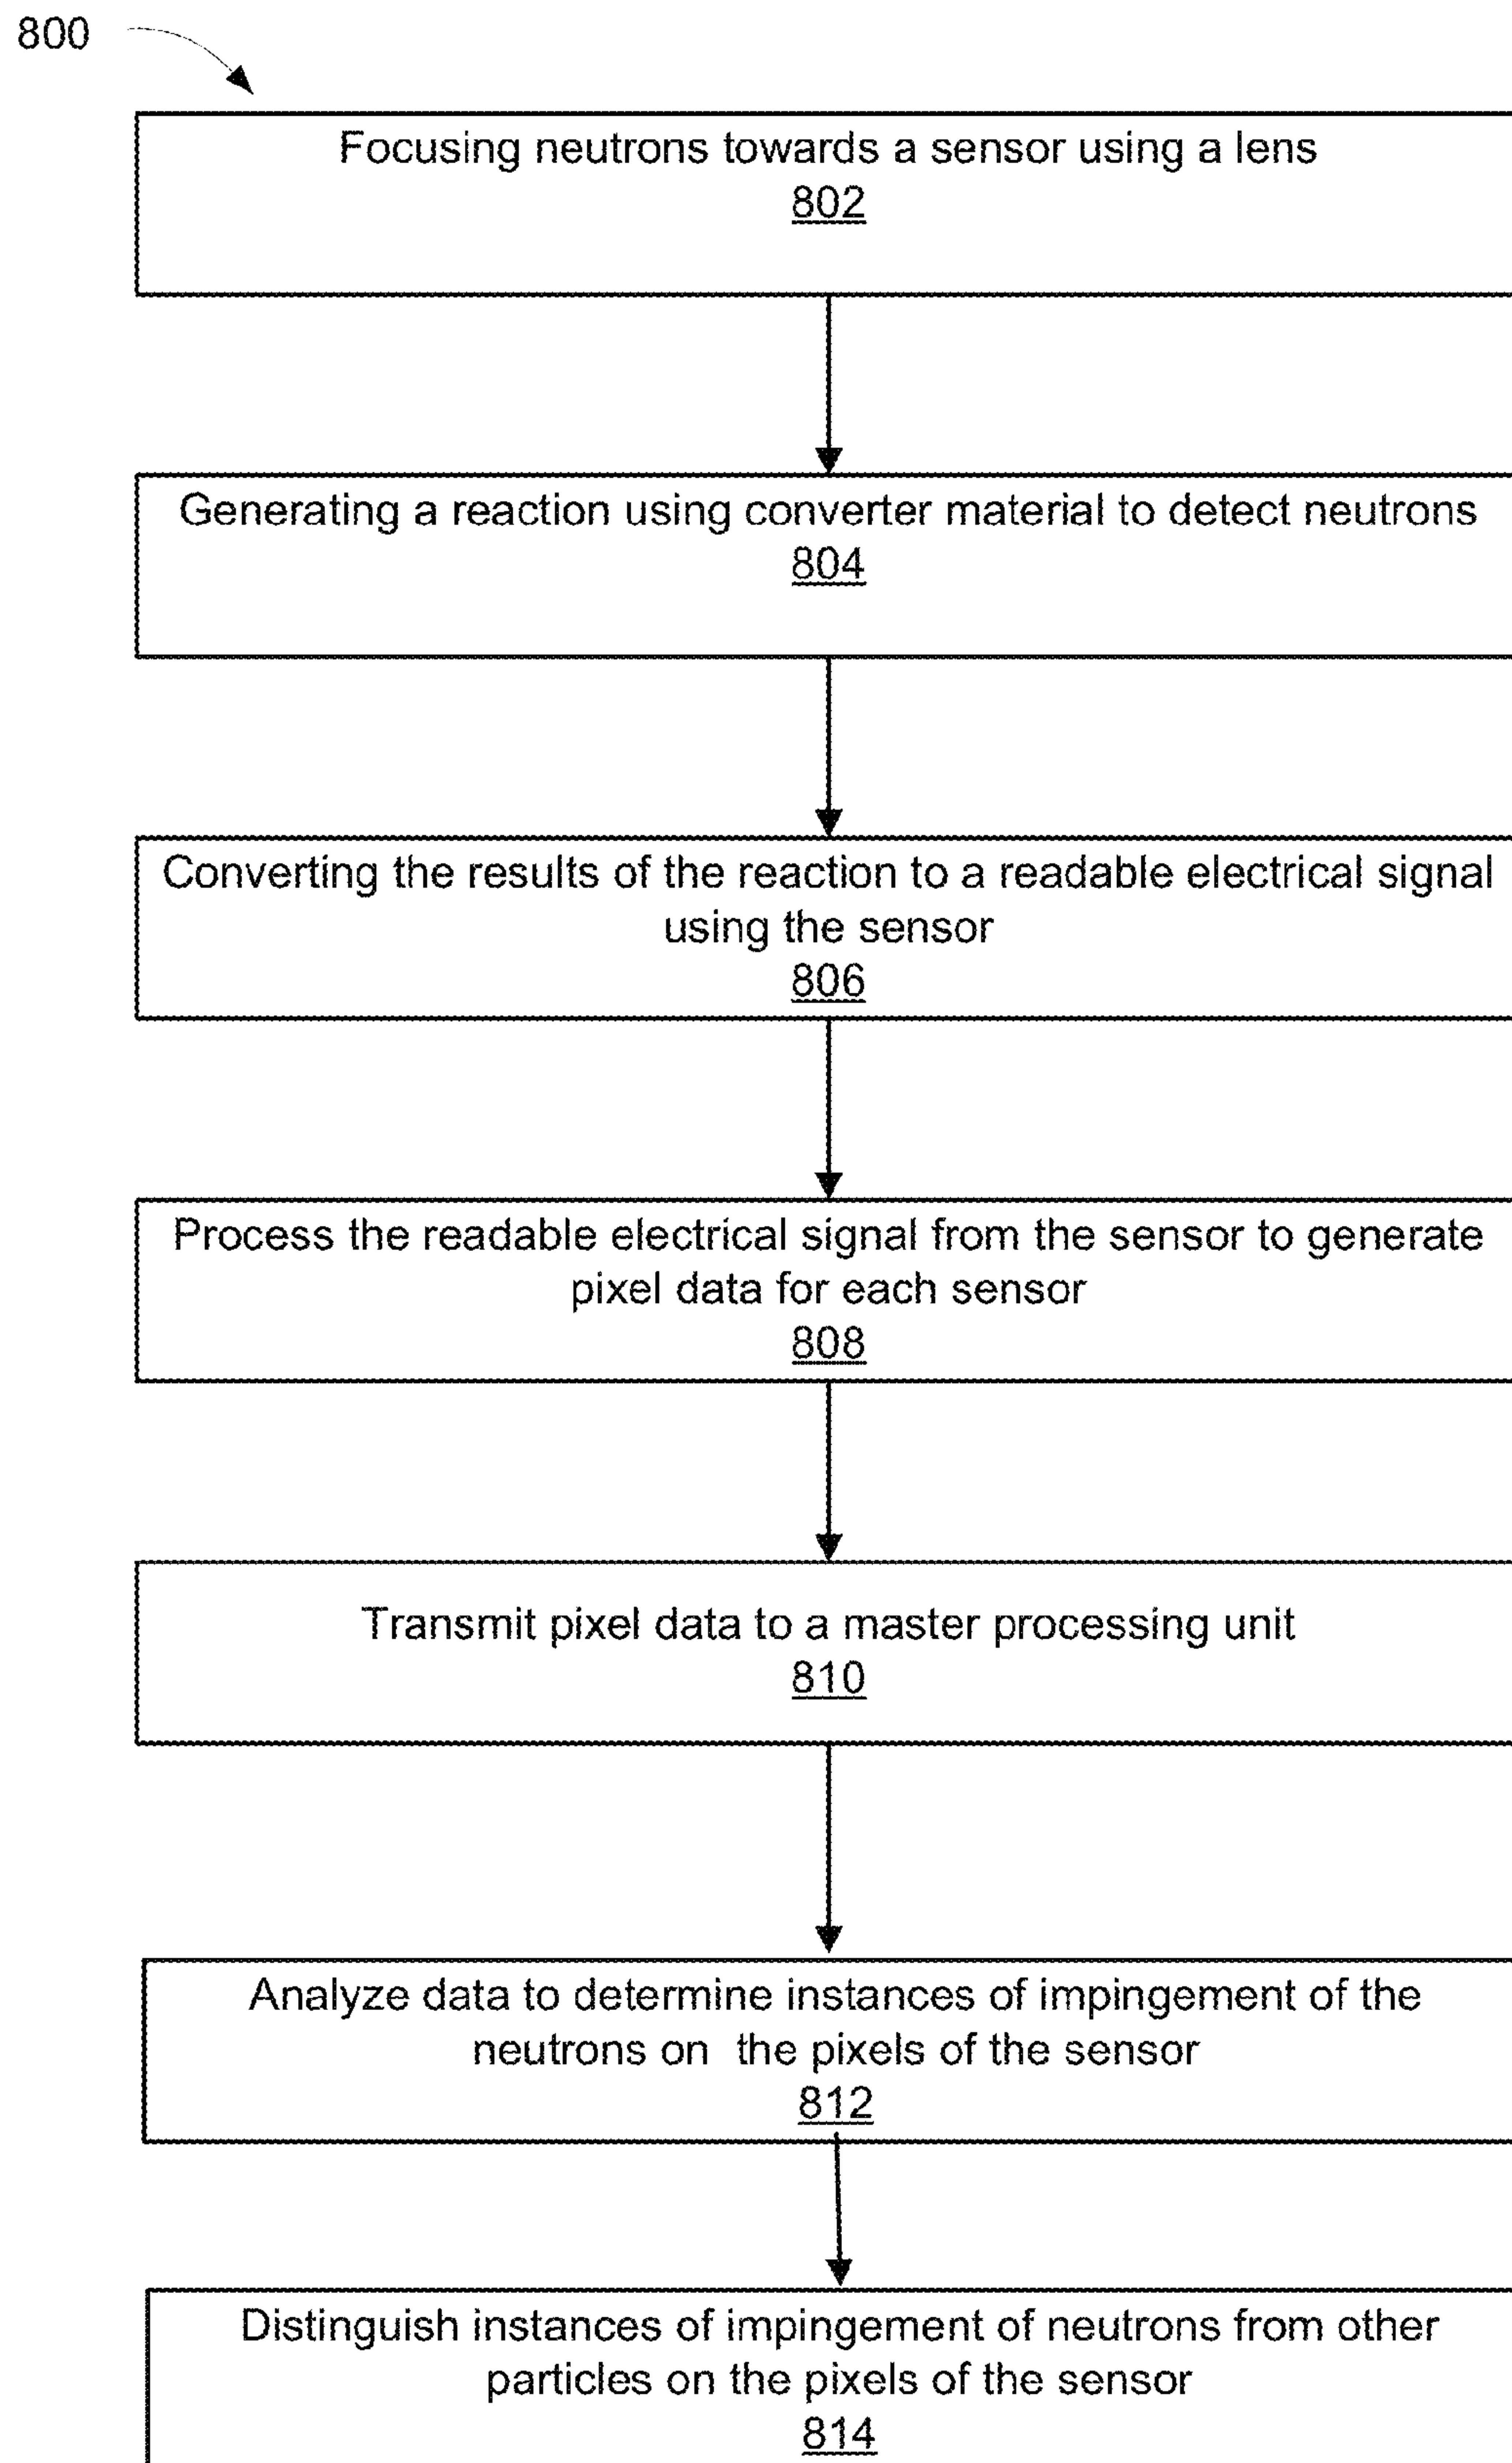 800
Focusing neutrons towards a sensor using a lens
802
Generating a reaction using converter material to detect neutrons
804
Converting the results of the reaction to a readable electrical signal
using the sensor
806
Process the readable electrical signal from the sensor to generate
pixel data for each sensor
808
Transmit pixel data to a master processing unit
810
Analyze data to determine instances of impingement of the
neutrons on the pixels of the sensor
812
Distinguish instances of impingement of neutrons from other
particles on the pixels of the sensor
814